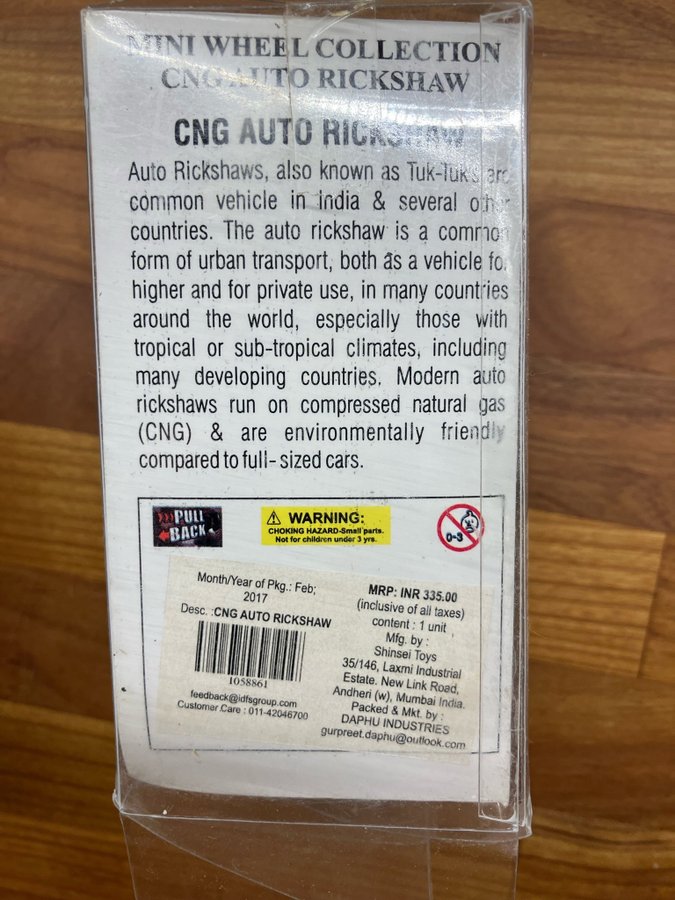 MINI WHEEL COLLECTION
CNG AUTO RICKSHAW
CNG AUTO RICKSHAW
Auto Rickshaws, also known as Tuk-Tuks are
common vehicle in India & several other
countries. The auto rickshaw is a common
form of urban transport, both as a vehicle for
higher and for private use, in many countries
around the world, especially those with
tropical or sub-tropical climates, including
many developing countries. Modern auto
rickshaws run on compressed natural gas
(CNG) & are environmentally friendly
compared to full- sized cars.
PULL
BACK
WARNING:
CHOKING HAZARD-Small parts.
Not for children under 3 yrs.
0-3
Month/Year of Pkg.: Feb;
2017
Desc. :CNG AUTO RICKSHAW
1058861
feedback@idfsgroup.com
Customer Care : 011-42046700
MRP: INR 335.00
(inclusive of all taxes)
content : 1 unit
Mfg. by :
Shinsei Toys
35/146, Laxmi Industrial
Estate. New Link Road,
Andheri (w), Mumbai India.
Packed & Mkt. by :
DAPHU INDUSTRIES
gurpreet.daphu@outlook.com